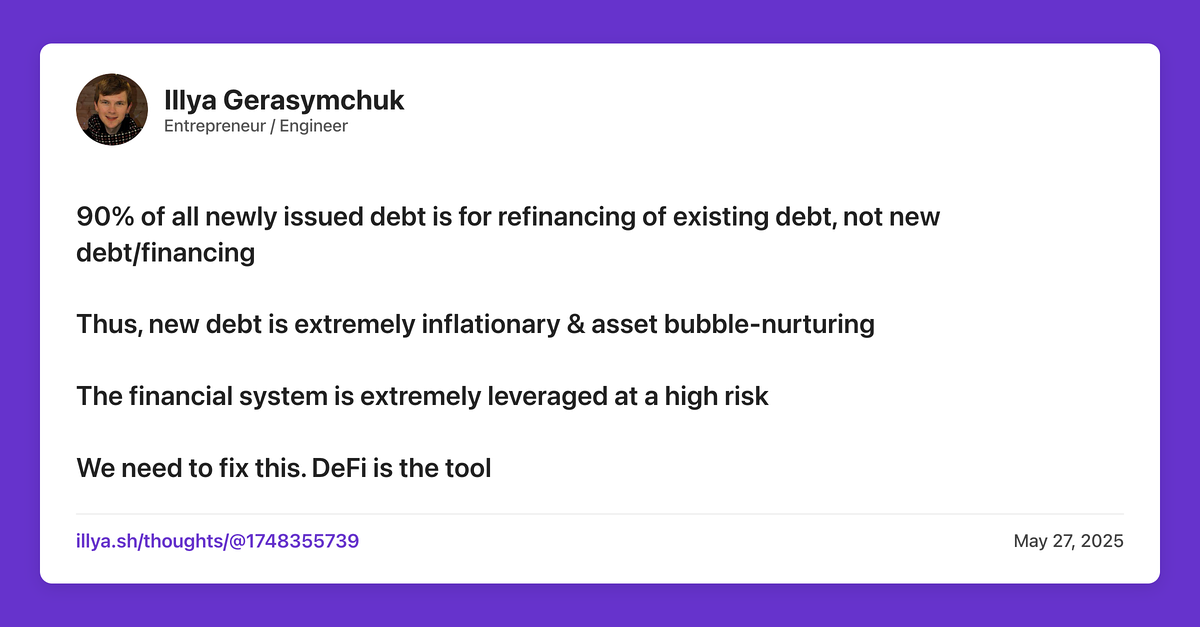 Illya Gerasymchuk
Entrepreneur / Engineer
90% of all newly issued debt is for refinancing of existing debt, not new
debt/financing
Thus, new debt is extremely inflationary & asset bubble-nurturing
The financial system is extremely leveraged at a high risk
We need to fix this. DeFi is the tool
illya.sh/thoughts/@1748355739
May 27, 2025